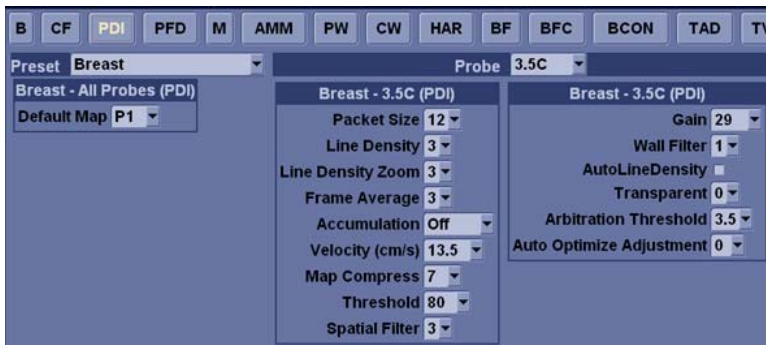 B CF PDI PFD M AMM PW CW HAR BF BFC BCON TAD
Preset Breast Probe 3.5C
Breast - All Probes (PDI)
Default Map P1
Breast - 3.5C (PDI)
Packet Size 12
Line Density 3
Line Density Zoom 3
Frame Average 3
Accumulation Off
Velocity (cm/s) 13.5
Map Compress 7
Threshold 80
Spatial Filter 3
Breast - 3.5C (PDI)
Gain 29
Wall Filter 1
AutoLineDensity
Transparent 0
Arbitration Threshold 3.5
Auto Optimize Adjustment 0